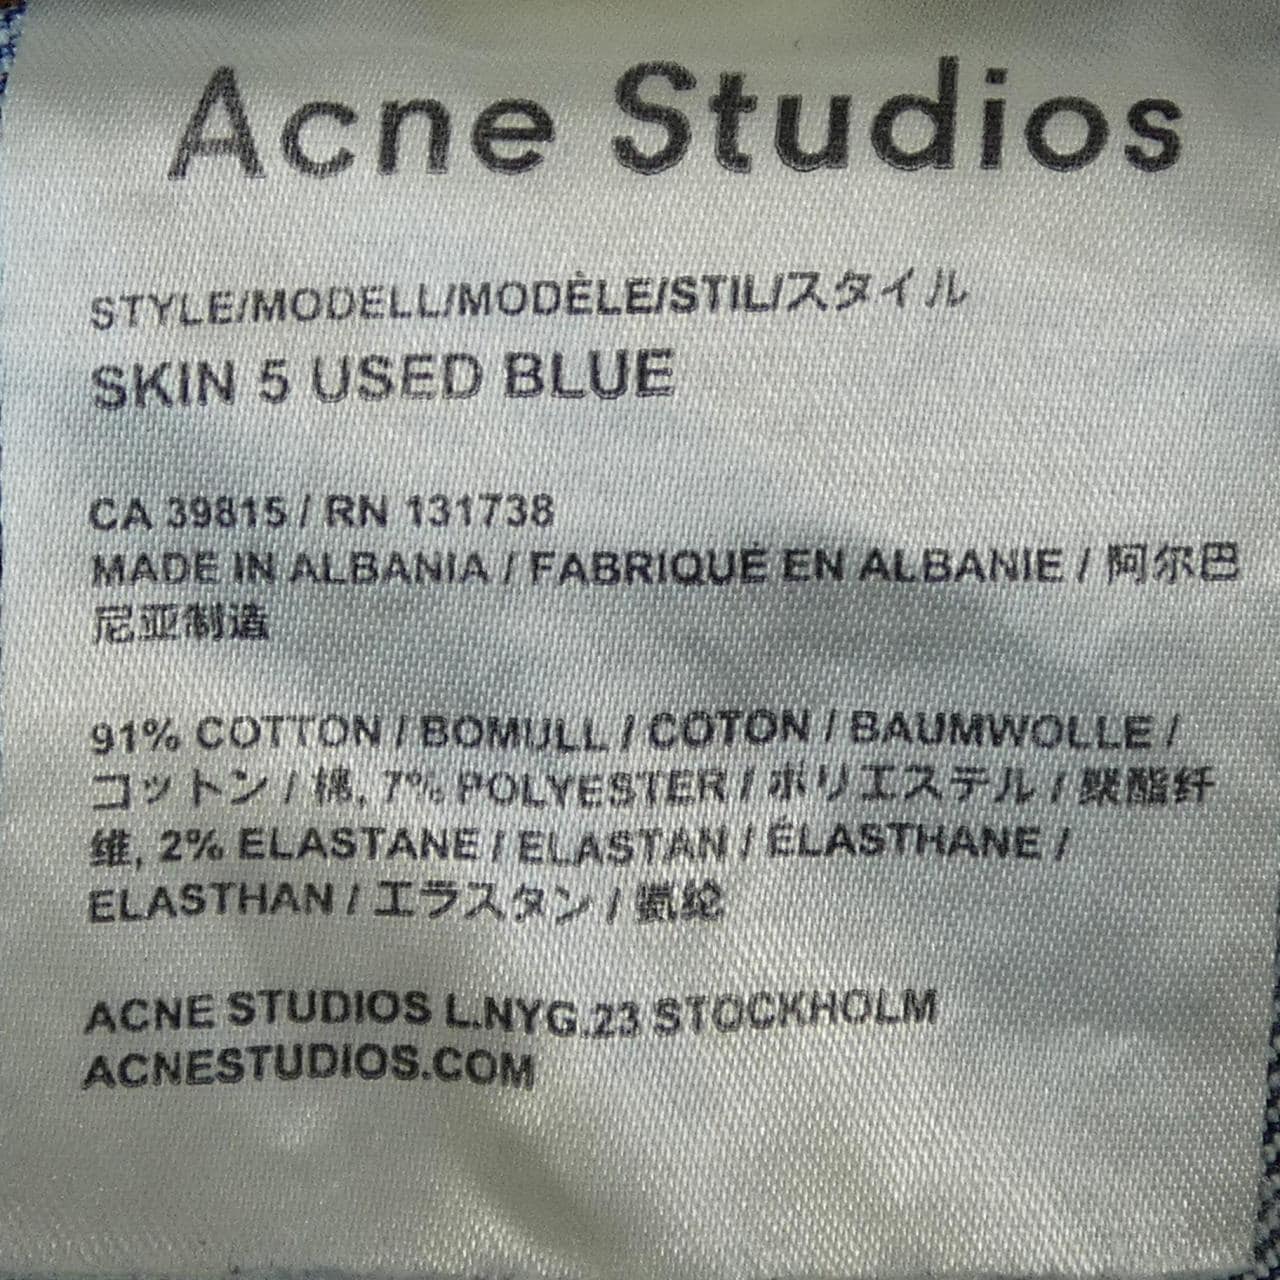 Acne Studios
STYLE/MODELL/MODÈLE/STIL/スタイル
SKIN 5 USED BLUE
CA 39815 / RN 131738
MADE IN ALBANIA / FABRIQUÉ EN ALBANIE / 阿尔巴
尼亚制造
91% COTTON / BOMULL / COTON / BAUMWOLLE /
コットン / 棉, 7% POLYESTER / ポリエステル / 聚酯纤
维, 2% ELASTANE / ELASTAN / ÉLASTHANE /
ELASTHAN / エラスタン / 氨纶
ACNE STUDIOS L.NYG.23 STOCKHOLM
ACNESTUDIOS.COM